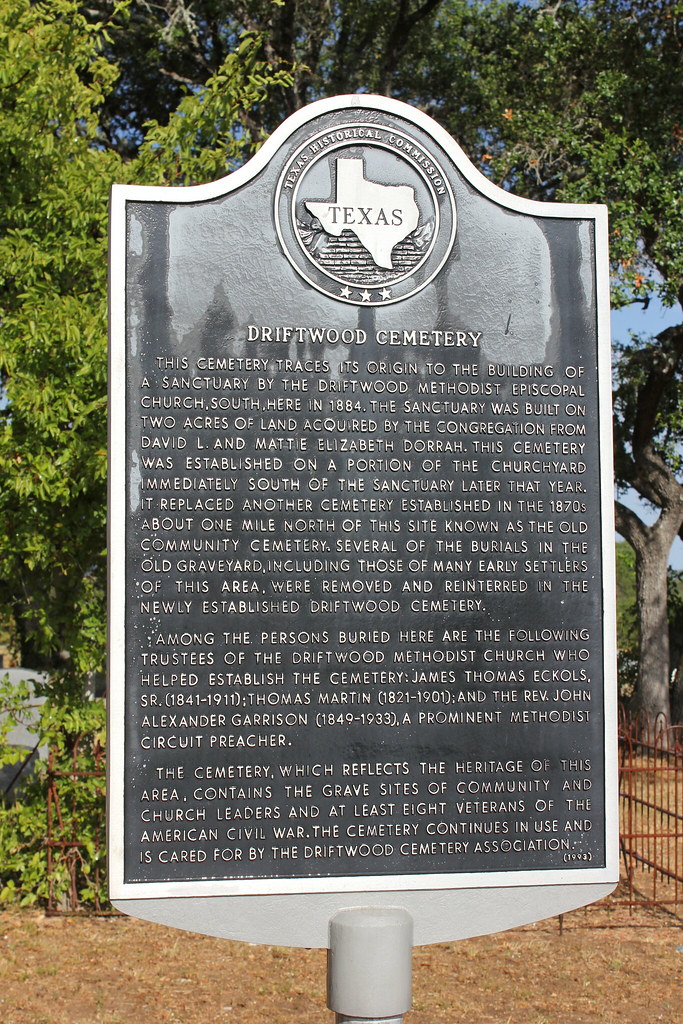 TEXAS HISTORICAL COMMISSION
TEXAS
DRIFTWOOD CEMETERY
THIS CEMETERY TRACES ITS ORIGIN TO THE BUILDING OF
A SANCTUARY BY THE DRIFTWOOD METHODIST EPISCOPAL
CHURCH, SOUTH, HERE IN 1884. THE SANCTUARY WAS BUILT ON
TWO ACRES OF LAND ACQUIRED BY THE CONGREGATION FROM
DAVID L. AND MATTIE ELIZABETH DORRAH. THIS CEMETERY
WAS ESTABLISHED ON A PORTION OF THE CHURCHYARD
IMMEDIATELY SOUTH OF THE SANCTUARY LATER THAT YEAR.
IT REPLACED ANOTHER CEMETERY ESTABLISHED IN THE 1870s
ABOUT ONE MILE NORTH OF THIS SITE KNOWN AS THE OLD
COMMUNITY CEMETERY. SEVERAL OF THE BURIALS IN THE
OLD GRAVEYARD, INCLUDING THOSE OF MANY EARLY SETTLERS
OF THIS AREA, WERE REMOVED AND REINTERRED IN THE
NEWLY ESTABLISHED DRIFTWOOD CEMETERY.
AMONG THE PERSONS BURIED HERE ARE THE FOLLOWING
TRUSTEES OF THE DRIFTWOOD METHODIST CHURCH WHO
HELPED ESTABLISH THE CEMETERY: JAMES THOMAS ECKOLS,
SR. (1841-1911); THOMAS MARTIN (1821-1901); AND THE REV. JOHN
ALEXANDER GARRISON (1849-1933), A PROMINENT METHODIST
CIRCUIT PREACHER.
THE CEMETERY, WHICH REFLECTS THE HERITAGE OF THIS
AREA, CONTAINS THE GRAVE SITES OF COMMUNITY AND
CHURCH LEADERS AND AT LEAST EIGHT VETERANS OF THE
AMERICAN CIVIL WAR. THE CEMETERY CONTINUES IN USE AND
IS CARED FOR BY THE DRIFTWOOD CEMETERY ASSOCIATION.
(1993)